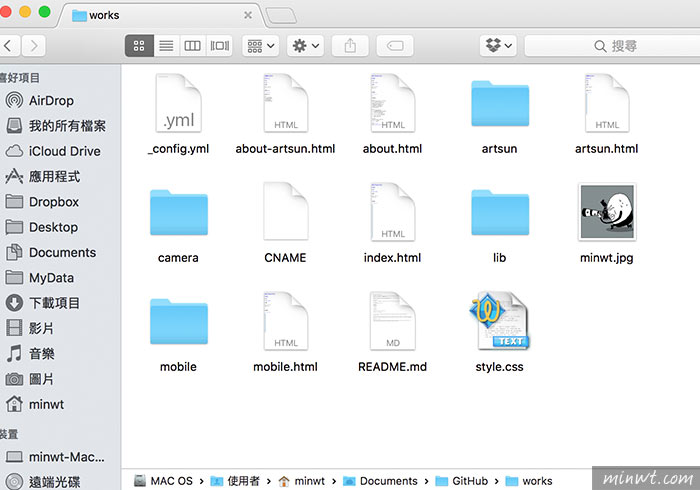 works
搜尋
喜好項目
AirDrop
我的所有檔案
iCloud Drive
應用程式
Dropbox
Desktop
Documents
MyData
下載項目
影片
音樂
圖片
minwt
裝置
minwt-Mac...
遠端光碟
.yml
HTML
HTML
HTML
_config.yml
about-artsun.html
about.html
artsun
artsun.html
HTML
camera
CNAME
index.html
lib
minwt.jpg
HTML
MD
TEXT
mobile
mobile.html
README.md
style.css
MAC OS
使用者
minwt
Documents
GitHub
works
minwt.com